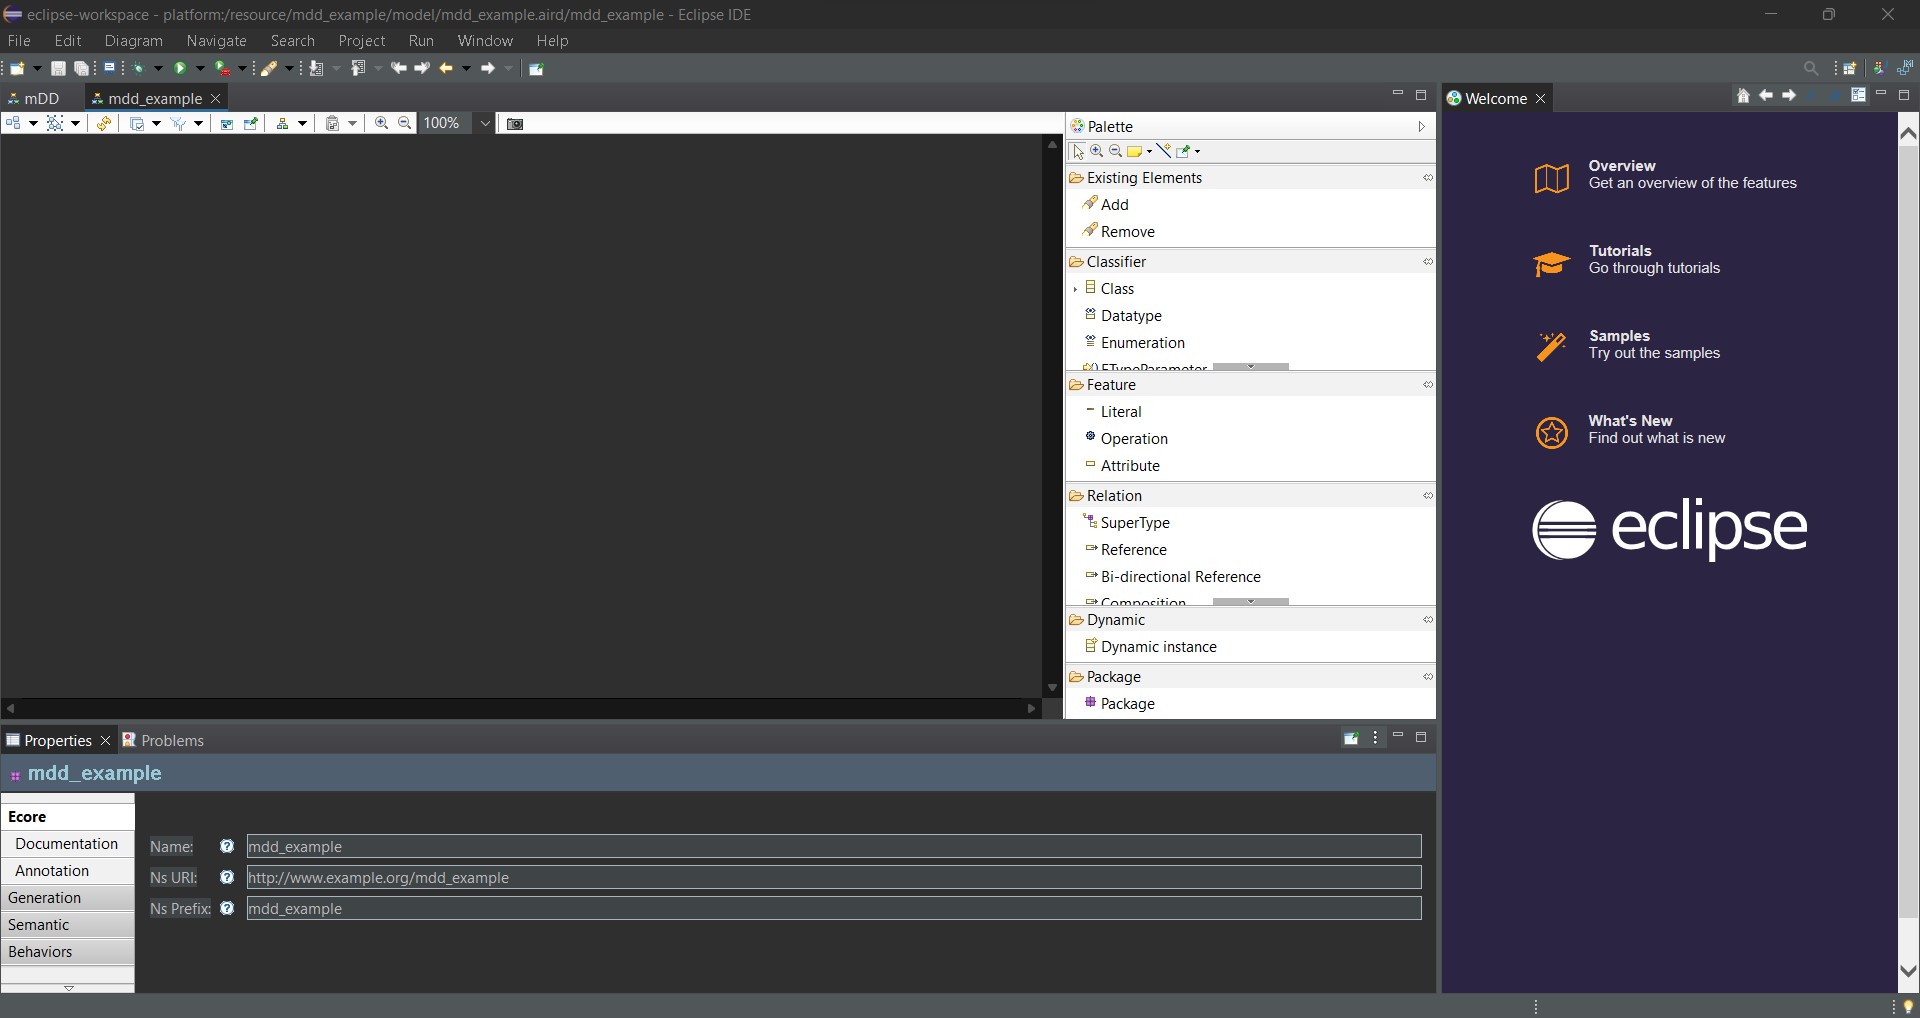 eclipse-workspace - platform:/resource/mdd_example/model/mdd_example.aird/mdd_example - Eclipse IDE
File Edit Diagram Navigate Search Project Run Window Help
mDD
mdd_example
100%
Palette
Existing Elements
Add
Remove
Classifier
Class
Datatype
Enumeration
ETypeParameter
Feature
Literal
Operation
Attribute
Relation
SuperType
Reference
Bi-directional Reference
Composition
Dynamic
Dynamic instance
Package
Package
Welcome
Overview
Get an overview of the features
Tutorials
Go through tutorials
Samples
Try out the samples
What's New
Find out what is new
eclipse
Properties
Problems
mdd_example
Ecore
Documentation
Annotation
Generation
Semantic
Behaviors
Name: mdd_example
Ns URI: http://www.example.org/mdd_example
Ns Prefix: mdd_example